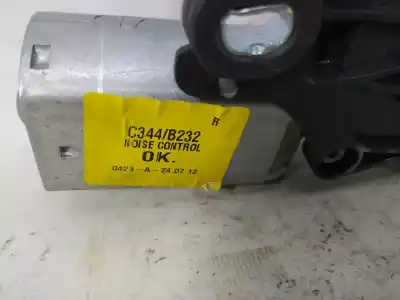 R
C344/B232
NOISE CONTROL
OK.
0423-A-24.07.12